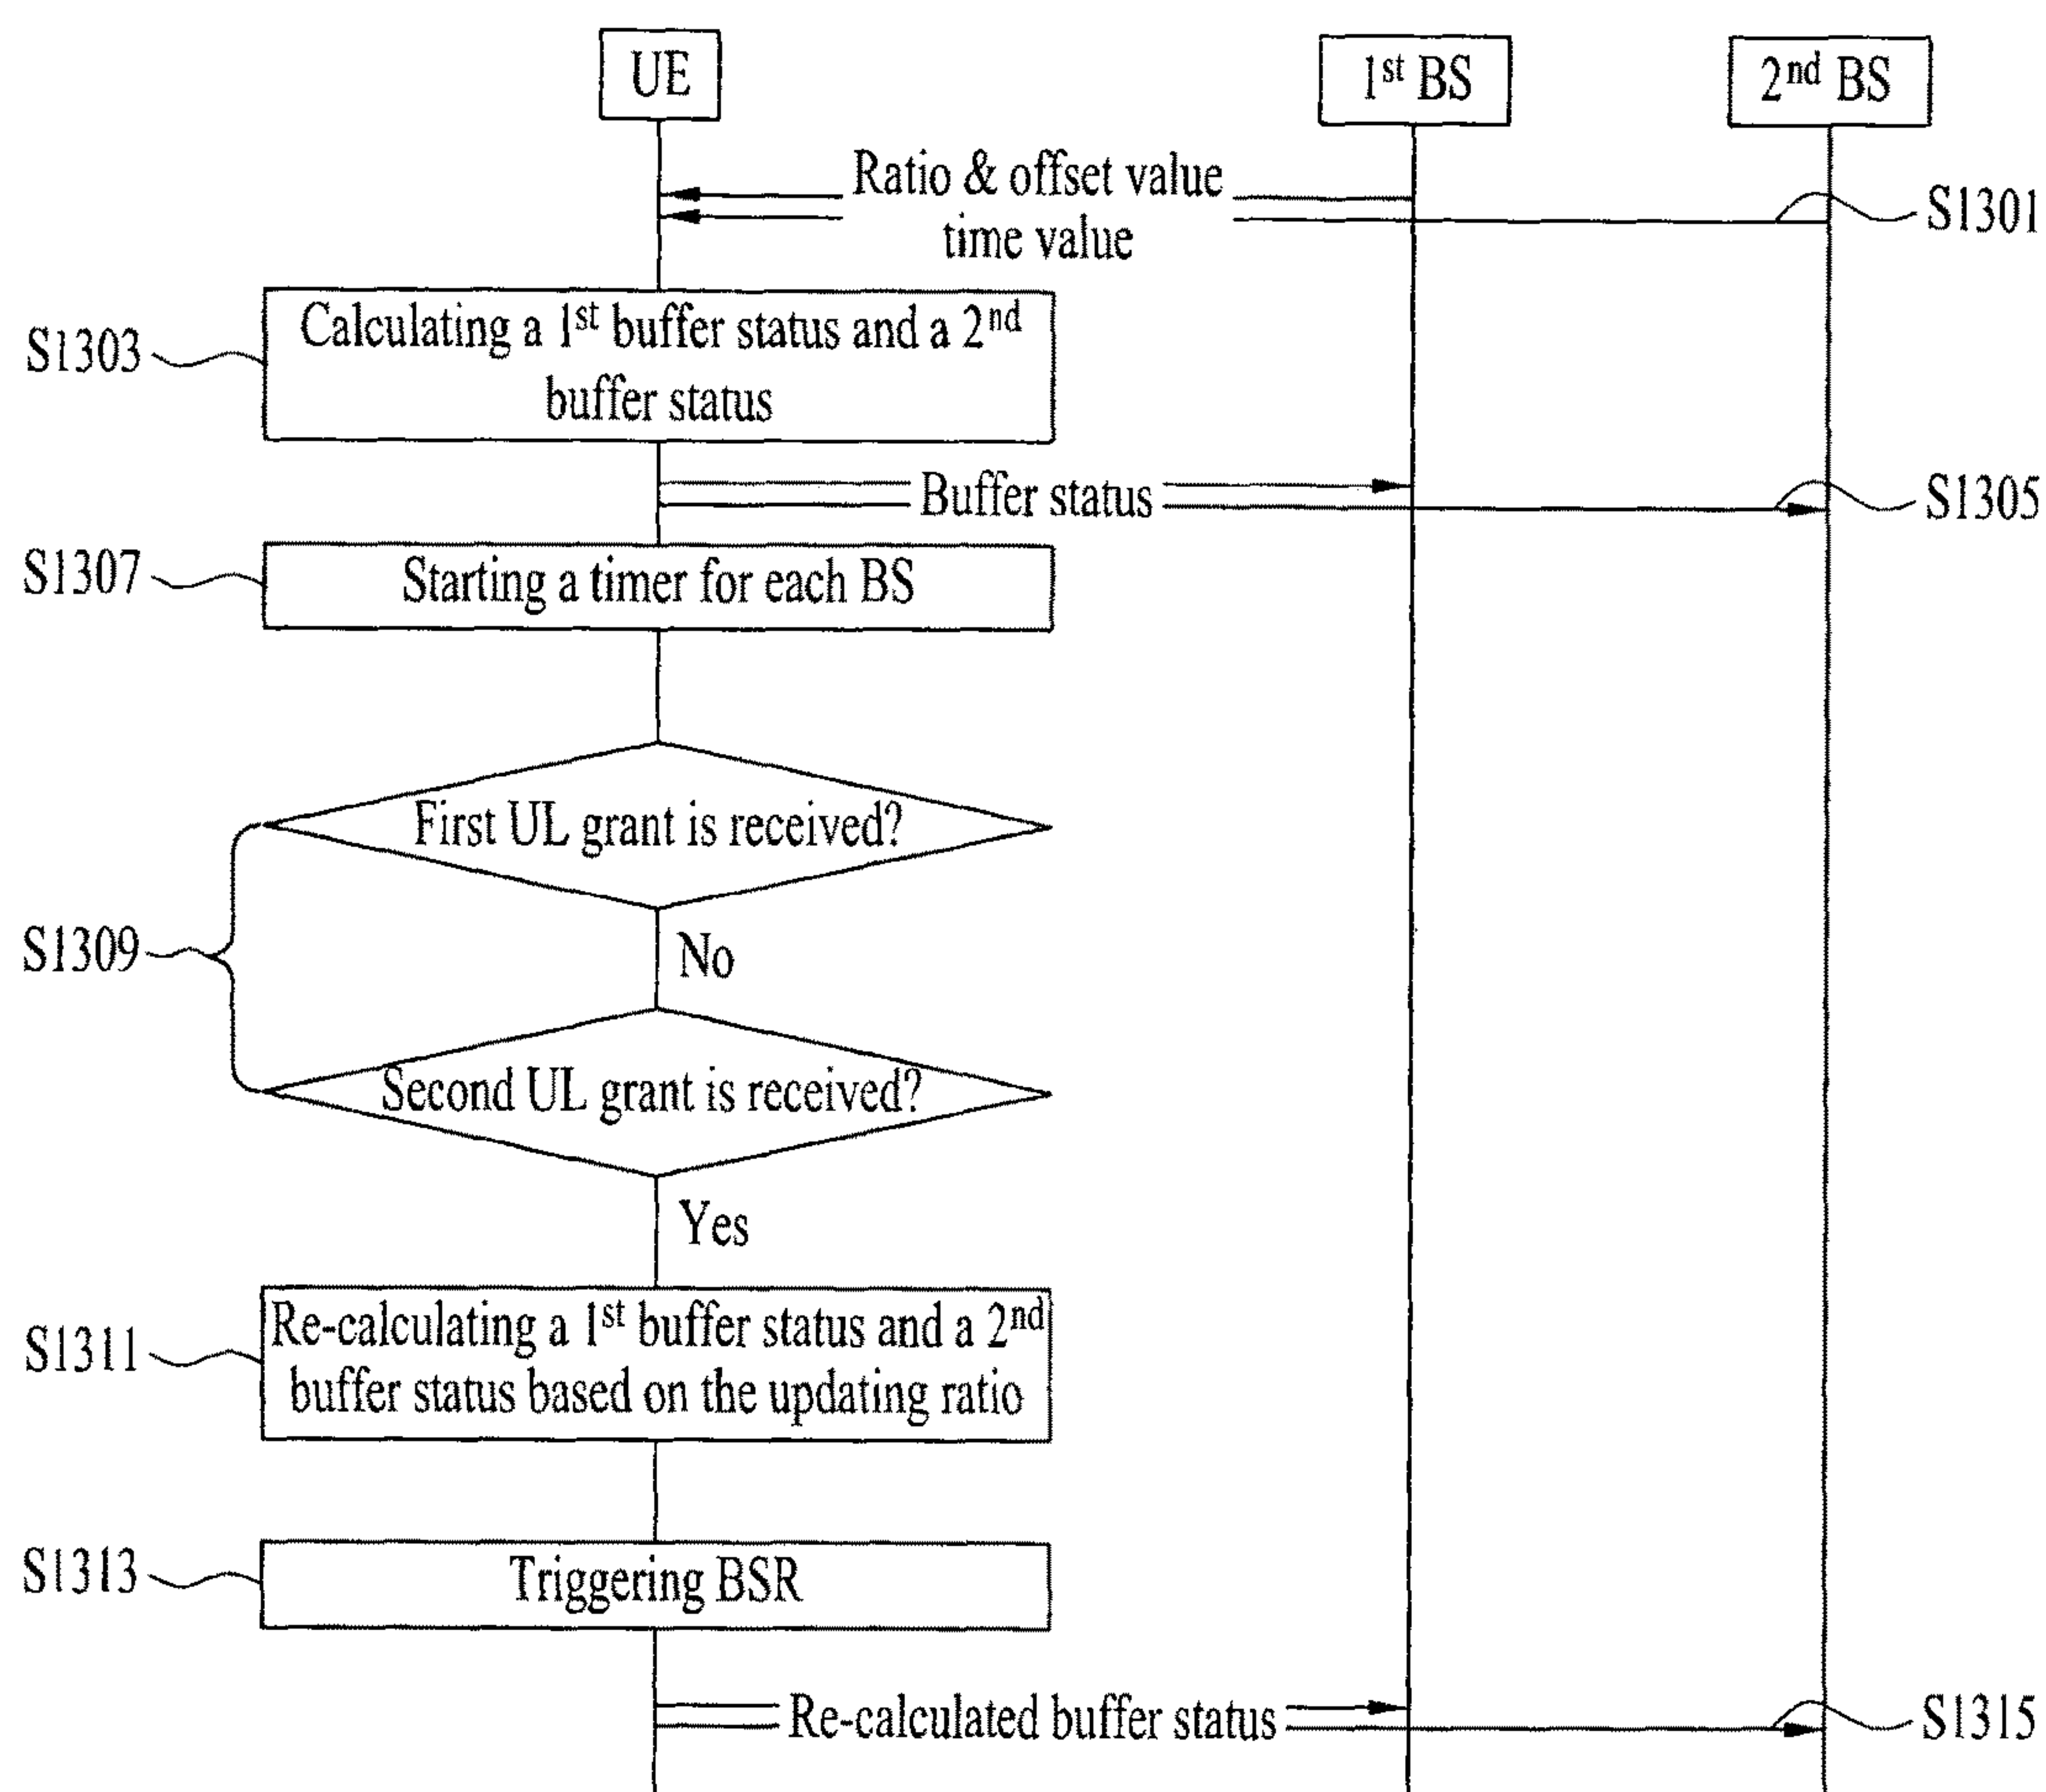 UE
1st BS
2nd BS
Ratio & offset value
time value
S1301
S1303
Calculating a 1st buffer status and a 2nd
buffer status
Buffer status
S1305
S1307
Starting a timer for each BS
First UL grant is received?
S1309
No
Second UL grant is received?
Yes
S1311
Re-calculating a 1st buffer status and a 2nd
buffer status based on the updating ratio
S1313
Triggering BSR
Re-calculated buffer status
S1315